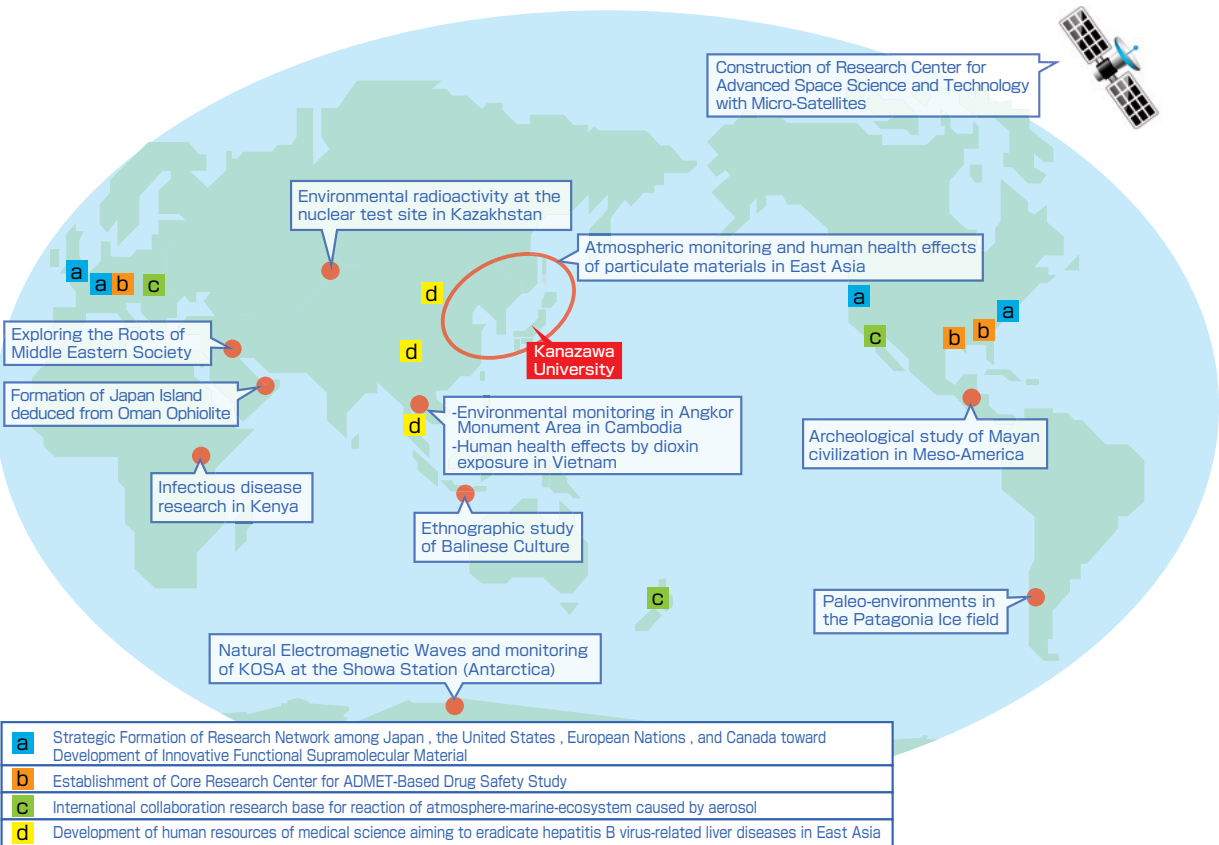 Construction of Research Center for
Advanced Space Science and Technology
with Micro-Satellites
Environmental radioactivity at the
nuclear test site in Kazakhstan
Atmospheric monitoring and human health effects
of particulate materials in East Asia
a
a
b
c
d
a
a
c
b
b
Exploring the Roots of
Middle Eastern Society
d
Kanazawa
University
Formation of Japan Island
deduced from Oman Ophiolite
d
-Environmental monitoring in Angkor
Monument Area in Cambodia
-Human health effects by dioxin
exposure in Vietnam
Archeological study of Mayan
civilization in Meso-America
Infectious disease
research in Kenya
Ethnographic study
of Balinese Culture
c
Paleo-environments in
the Patagonia Ice field
Natural Electromagnetic Waves and monitoring
of KOSA at the Showa Station (Antarctica)
a Strategic Formation of Research Network among Japan , the United States , European Nations , and Canada toward
Development of Innovative Functional Supramolecular Material
b Establishment of Core Research Center for ADMET-Based Drug Safety Study
c International collaboration research base for reaction of atmosphere-marine-ecosystem caused by aerosol
d Development of human resources of medical science aiming to eradicate hepatitis B virus-related liver diseases in East Asia